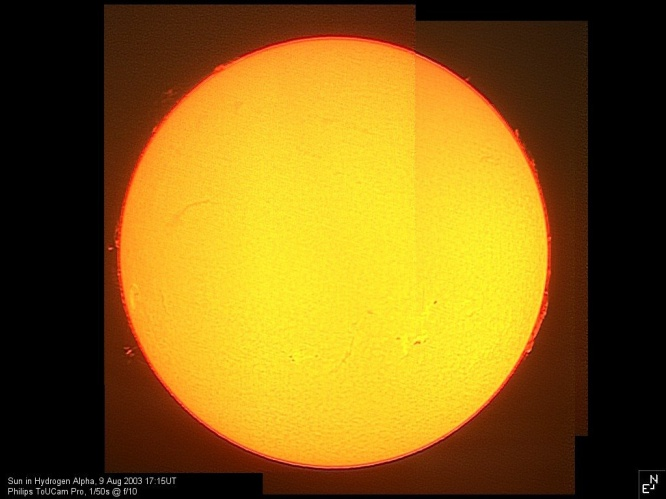 Sun in Hydrogen Alpha, 9 Aug 2003 17:15UT
Philips ToUCam Pro, 1/50s @ f/10
N
E